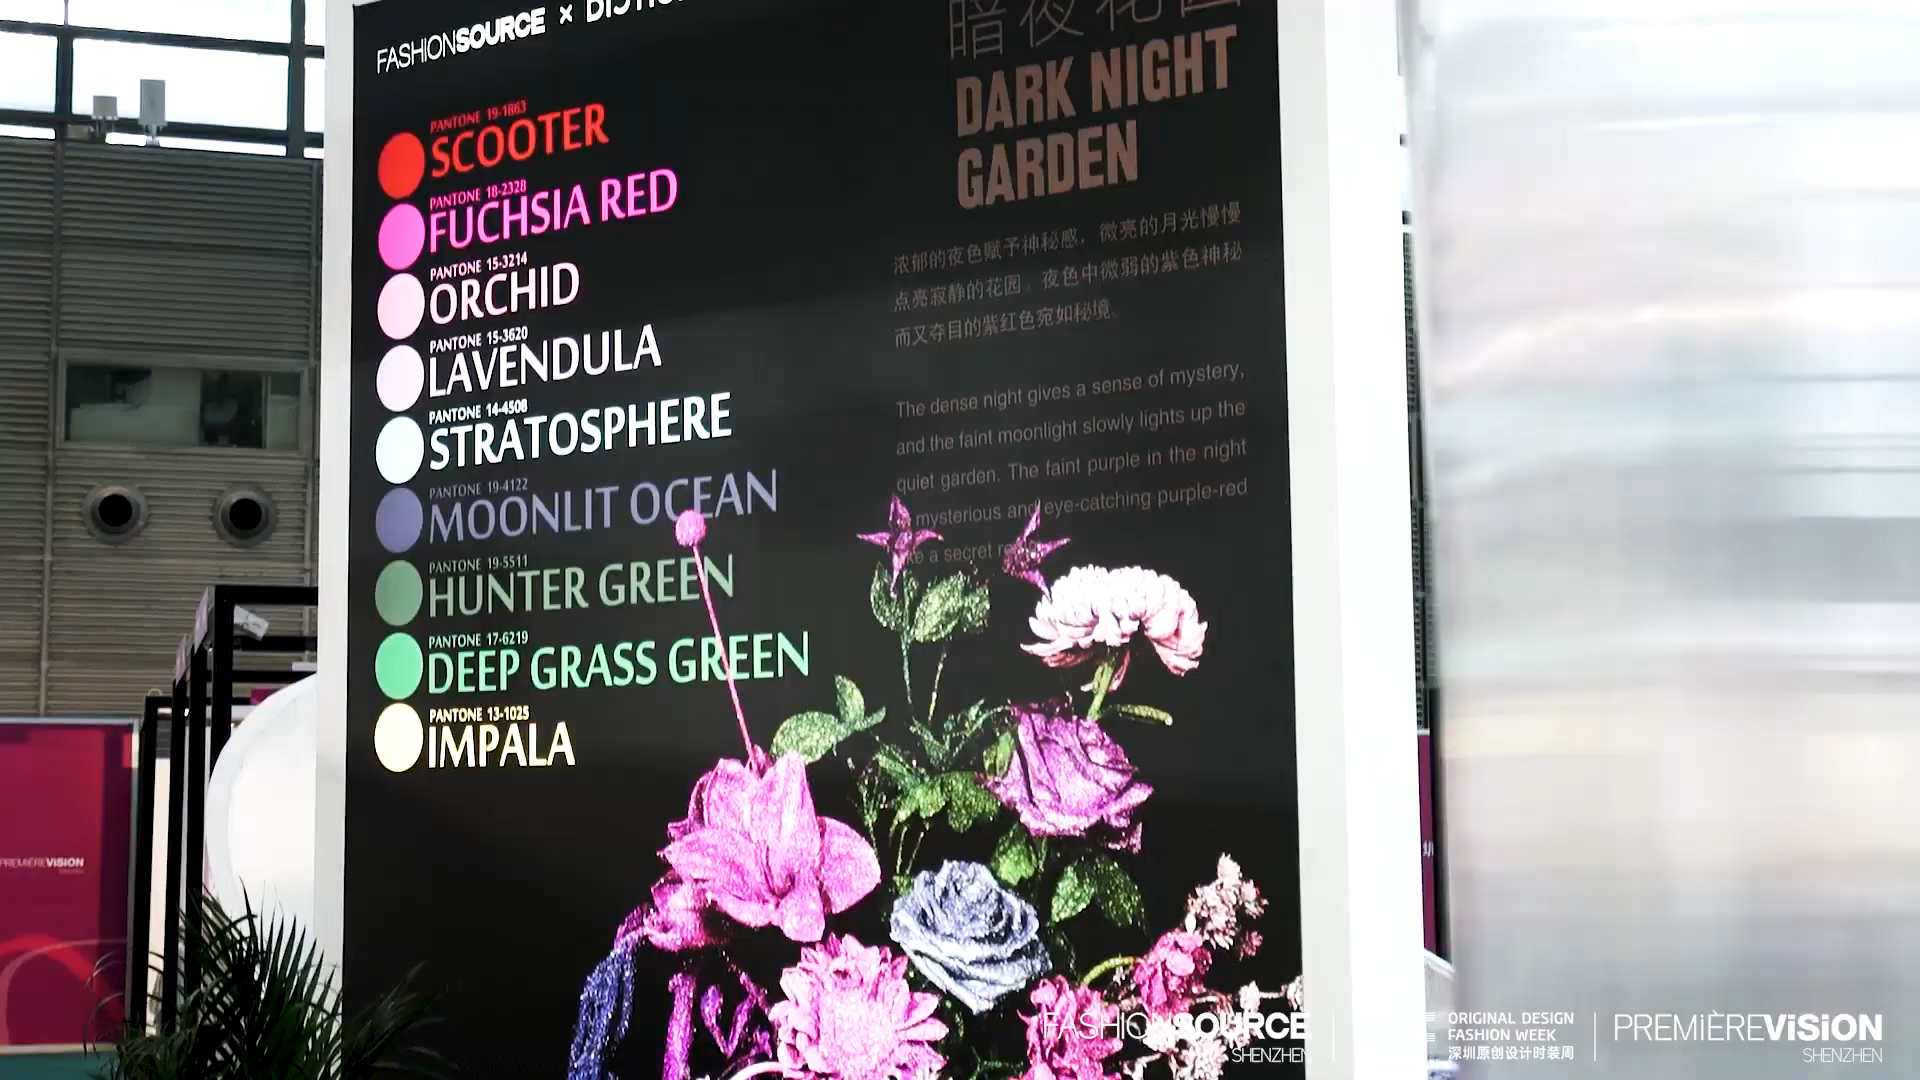 FASHIONSOURCE ×
PANTONE 19-1863
SCOOTER
PANTONE 18-2328
FUCHSIA RED
PANTONE 15-3214
ORCHID
PANTONE 15-3620
LAVENDULA
PANTONE 14-4508
STRATOSPHERE
PANTONE 19-4122
MOONLIT OCEAN
PANTONE 19-5511
HUNTER GREEN
PANTONE 17-6219
DEEP GRASS GREEN
PANTONE 13-1025
IMPALA
暗夜花园
DARK NIGHT
GARDEN
浓郁的夜色赋予神秘感，微亮的月光慢慢
点亮寂静的花园。夜色中微弱的紫色神秘
而又夺目的紫红色宛如秘境。
The dense night gives a sense of mystery,
and the faint moonlight slowly lights up the
quiet garden. The faint purple in the night
mysterious and eye-catching purple-red
a secret
PREMIÈREVISION
FASHIONSOURCE
SHENZHEN
ORIGINAL DESIGN
FASHION WEEK
深圳原创设计时装周
PREMIÈREVISION
SHENZHEN